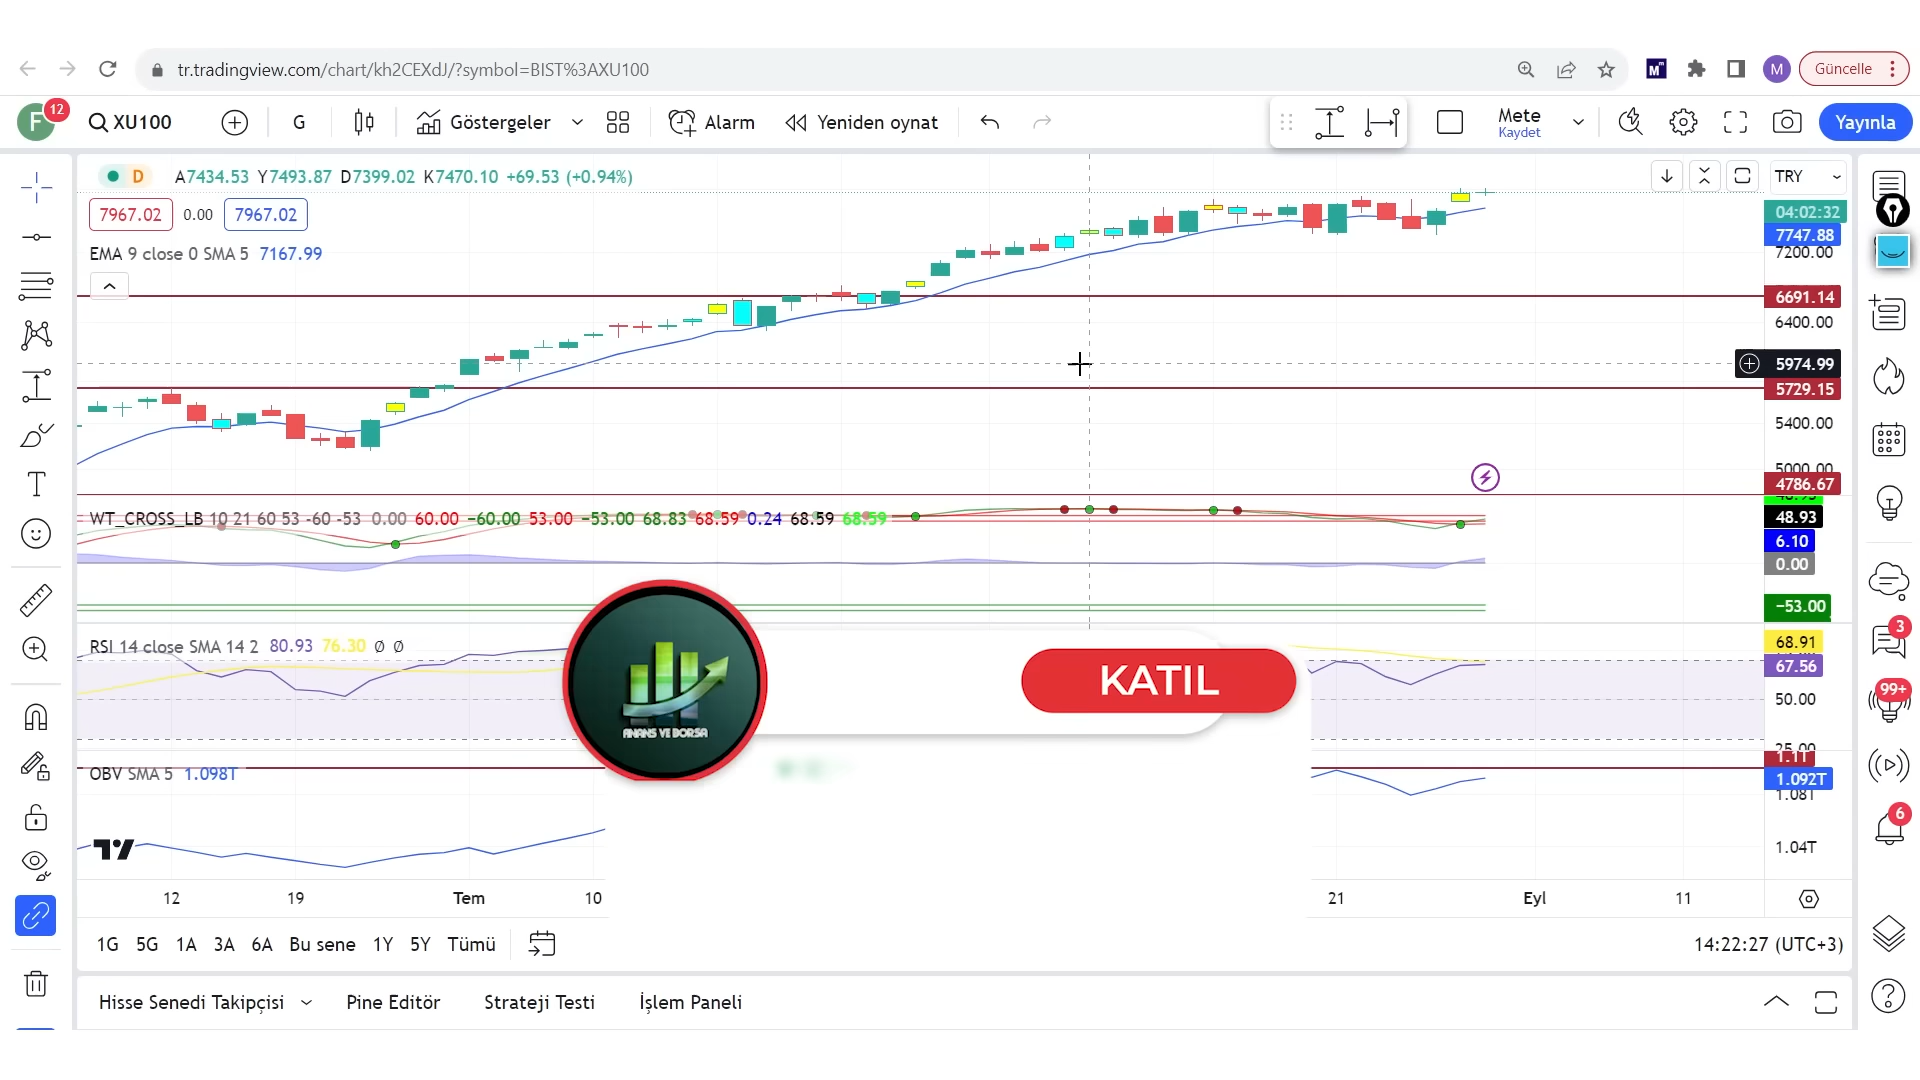 tr.tradingview.com/chart/kh2CEXdJ/?symbol=BIST%3AXU100
M
M
Güncelle
F
12
XU100
G
Göstergeler
Alarm
Yeniden oynat
Mete
Kaydet
Yayınla
D
A7434.53 Y7493.87 D7399.02 K7470.10 +69.53 (+0.94%)
TRY
7967.02
0.00
7967.02
04:02:32
7747.88
EMA 9 close 0 SMA 5 7167.99
7200.00
6691.14
6400.00
5974.99
5729.15
5400.00
5000.00
4786.67
WT_CROSS_LB 10 21 60 53 -60 -53 0.00 60.00 −60.00 53.00 −53.00 68.83 68.59 0.24 68.59 68.59
48.93
48.93
6.10
0.00
−53.00
RSI 14 close SMA 14 2 80.93 76.30 Ø Ø
68.91
67.56
50.00
25.00
KATIL
OBV SMA 5 1.098T
1.1T
1.092T
1.08T
1.04T
3
99+
6
12
19
Tem
10
21
Eyl
11
1G 5G 1A 3A 6A Bu sene 1Y 5Y Tümü
14:22:27 (UTC+3)
Hisse Senedi Takipçisi
Pine Editör
Strateji Testi
İşlem Paneli